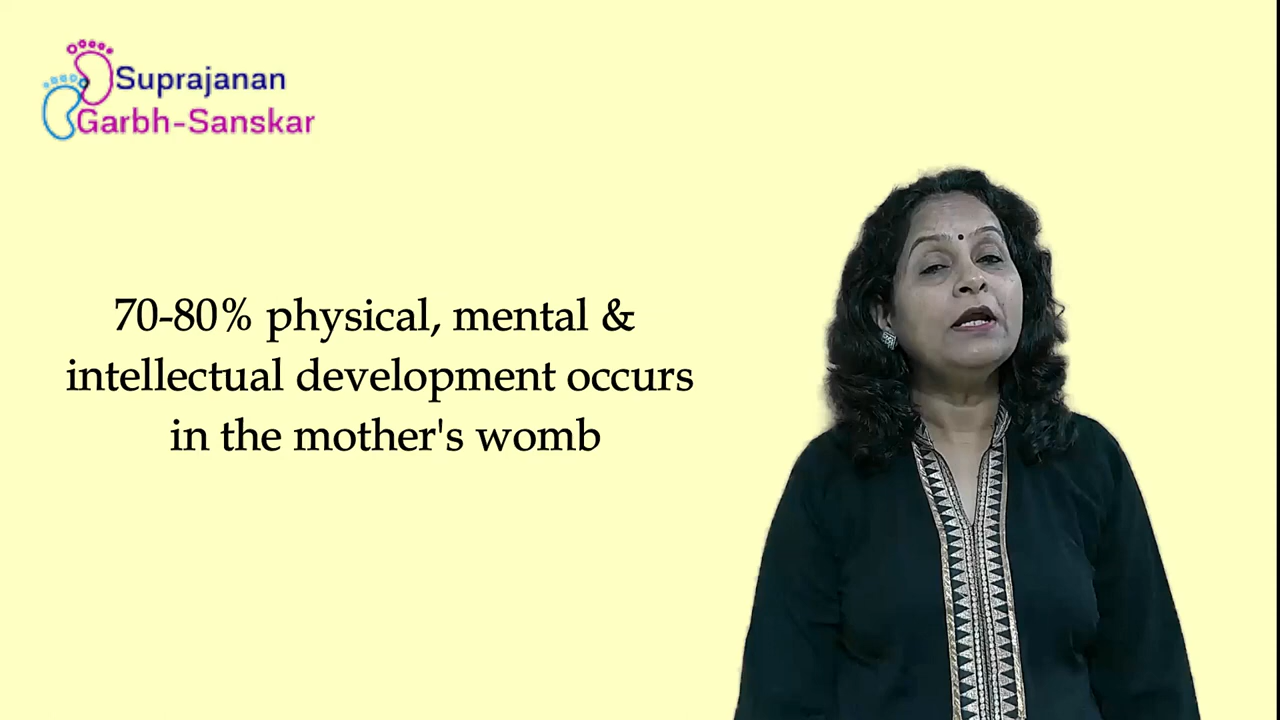 Suprajanan
Garbh-Sanskar
70-80% physical, mental &
intellectual development occurs
in the mother's womb